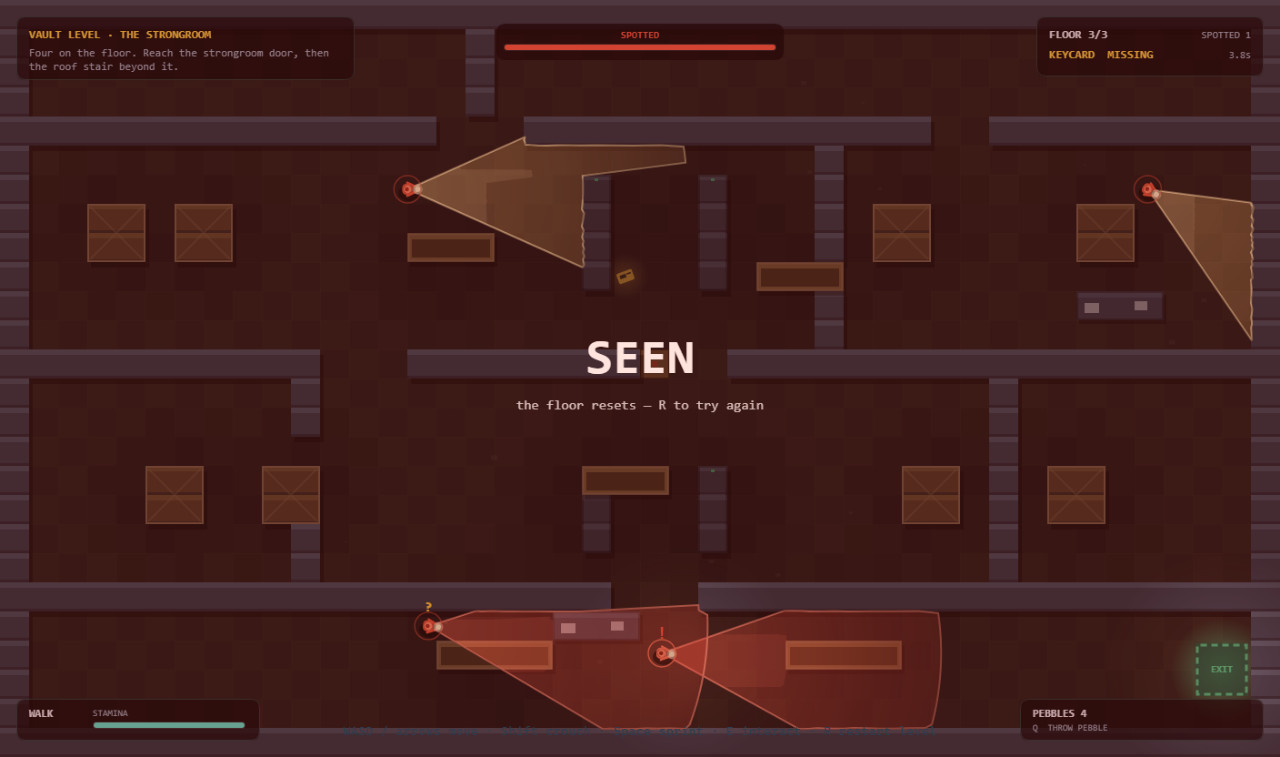 VAULT LEVEL · THE STRONGROOM
Four on the floor. Reach the strongroom door, then
the roof stair beyond it.
SPOTTED
FLOOR 3/3
SPOTTED 1
KEYCARD MISSING
3.8s
SEEN
the floor resets — R to try again
?
!
EXIT
WALK
STAMINA
PEBBLES 4
Q THROW PEBBLE